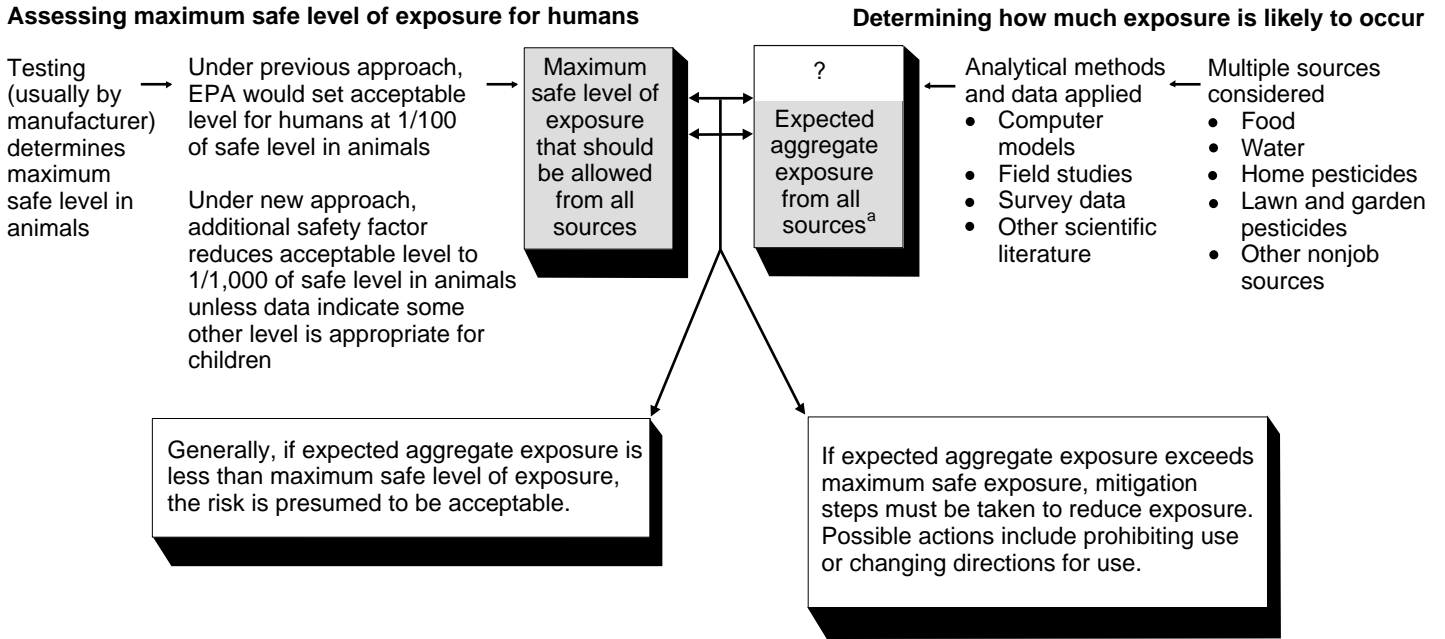 Assessing maximum safe level of exposure for humans
Determining how much exposure is likely to occur
Testing
(usually by
manufacturer)
determines
maximum
safe level in
animals
Under previous approach,
EPA would set acceptable
level for humans at 1/100
of safe level in animals
Under new approach,
additional safety factor
reduces acceptable level to
1/1,000 of safe level in animals
unless data indicate some
other level is appropriate for
children
Maximum
safe level of
exposure
that should
be allowed
from all
sources
?
Expected
aggregate
exposure
from all
sources^a
Analytical methods
and data applied
• Computer
models
• Field studies
• Survey data
• Other scientific
literature
Multiple sources
considered
• Food
• Water
• Home pesticides
• Lawn and garden
pesticides
• Other nonjob
sources
Generally, if expected aggregate exposure is
less than maximum safe level of exposure,
the risk is presumed to be acceptable.
If expected aggregate exposure exceeds
maximum safe exposure, mitigation
steps must be taken to reduce exposure.
Possible actions include prohibiting use
or changing directions for use.